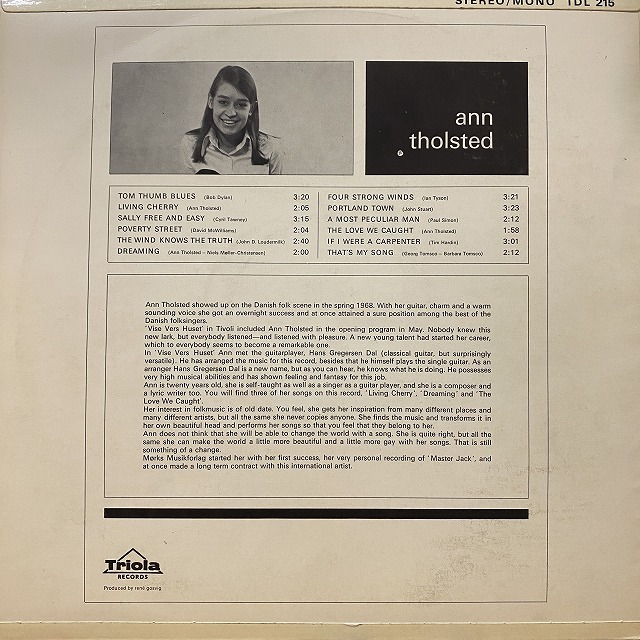 STEREO/MONO TDL 215
ann
tholsted
TOM THUMB BLUES (Bob Dylan) 3:20
LIVING CHERRY (Ann Tholsted) 2:05
SALLY FREE AND EASY (Cyril Tawney) 3:15
POVERTY STREET (David McWilliams) 2:04
THE WIND KNOWS THE TRUTH (John D. Loudermilk) 2:40
DREAMING (Ann Tholsted – Niels Møller-Christensen) 2:00
FOUR STRONG WINDS (Ian Tyson) 3:21
PORTLAND TOWN (John Stuart) 3:23
A MOST PECULIAR MAN (Paul Simon) 2:12
THE LOVE WE CAUGHT (Ann Tholsted) 1:58
IF I WERE A CARPENTER (Tim Hardin) 3:01
THAT'S MY SONG (Georg Tomsco – Barbara Tomsco) 2:12
Ann Tholsted showed up on the Danish folk scene in the spring 1968. With her guitar, charm and a warm
sounding voice she got an overnight success and at once attained a sure position among the best of the
Danish folksingers.
'Vise Vers Huset' in Tivoli included Ann Tholsted in the opening program in May. Nobody knew this
new lark, but everybody listened—and listened with pleasure. A new young talent had started her career,
which to everybody seems to become a remarkable one.
In 'Vise Vers Huset' Ann met the guitarplayer, Hans Gregersen Dal (classical guitar, but surprisingly
versatile). He has arranged the music for this record, besides that he himself plays the single guitar. As an
arranger Hans Gregersen Dal is a new name, but as you can hear, he knows what he is doing. He possesses
very high musical abilities and has shown feeling and fantasy for this job.
Ann is twenty years old, she is self-taught as well as a singer as a guitar player, and she is a composer and
a lyric writer too. You will find three of her songs on this record, 'Living Cherry', 'Dreaming' and 'The
Love We Caught'.
Her interest in folkmusic is of old date. You feel, she gets her inspiration from many different places and
many different artists, but all the same she never copies anyone. She finds the music and transforms it in
her own beautiful head and performs her songs so that you feel that they belong to her.
Ann does not think that she will be able to change the world with a song. She is quite right, but all the
same she can make the world a little more beautiful and a little more gay with her songs. That is still
something of a change.
Mørks Musikforlag started her with her first success, her very personal recording of 'Master Jack', and
at once made a long term contract with this international artist.
Triola
RECORDS
Produced by rené gosvig